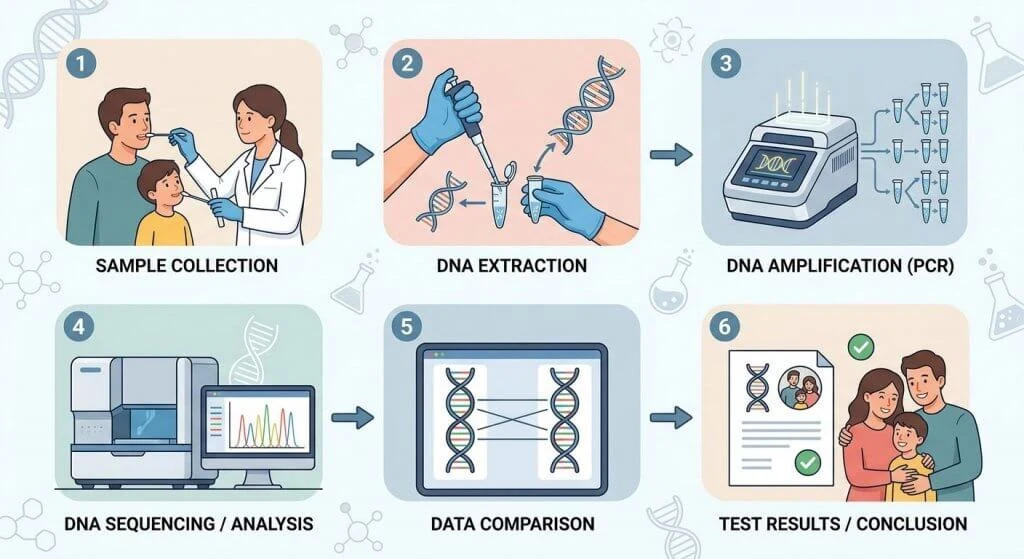 1
SAMPLE COLLECTION
2
DNA EXTRACTION
3
DNA AMPLIFICATION (PCR)
4
DNA SEQUENCING / ANALYSIS
5
DATA COMPARISON
6
TEST RESULTS / CONCLUSION